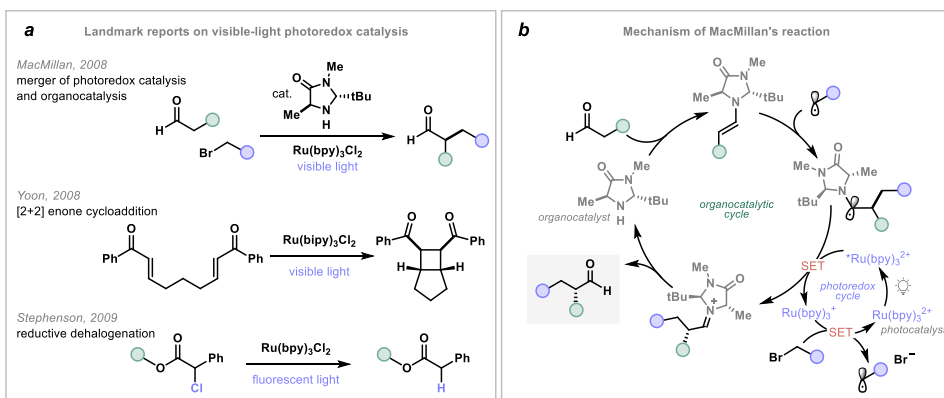 a Landmark reports on visible-light photoredox catalysis
MacMillan, 2008
merger of photoredox catalysis
and organocatalysis
cat.
O
N
Me
Me
N
H
tBu
O
H
Br
Ru(bpy)3Cl2
visible light
O
H
Yoon, 2008
[2+2] enone cycloaddition
O
Ph
O
Ph
Ru(bipy)3Cl2
visible light
Ph
O
O
Ph
H
H
Stephenson, 2009
reductive dehalogenation
O
O
Ph
Cl
Ru(bpy)3Cl2
fluorescent light
O
O
Ph
H
b Mechanism of MacMillan's reaction
O
H
O
N
Me
Me
N
tBu
O
N
Me
Me
N
H
tBu
organocatalyst
organocatalytic
cycle
Me
N
O
Me
tBu
N
SET
*Ru(bpy)32+
photoredox
cycle
Ru(bpy)3+
Ru(bpy)32+
SET
photocatalyst
Br
Br–
Me
N
O
tBu
N
+
Me
O
H